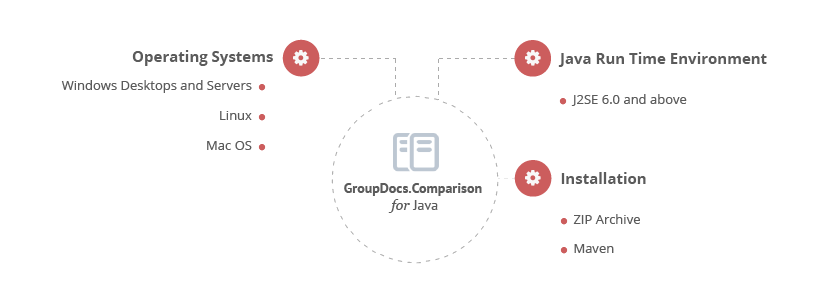 Operating Systems
Windows Desktops and Servers
Linux
Mac OS
GroupDocs.Comparison
for Java
Java Run Time Environment
J2SE 6.0 and above
Installation
ZIP Archive
Maven